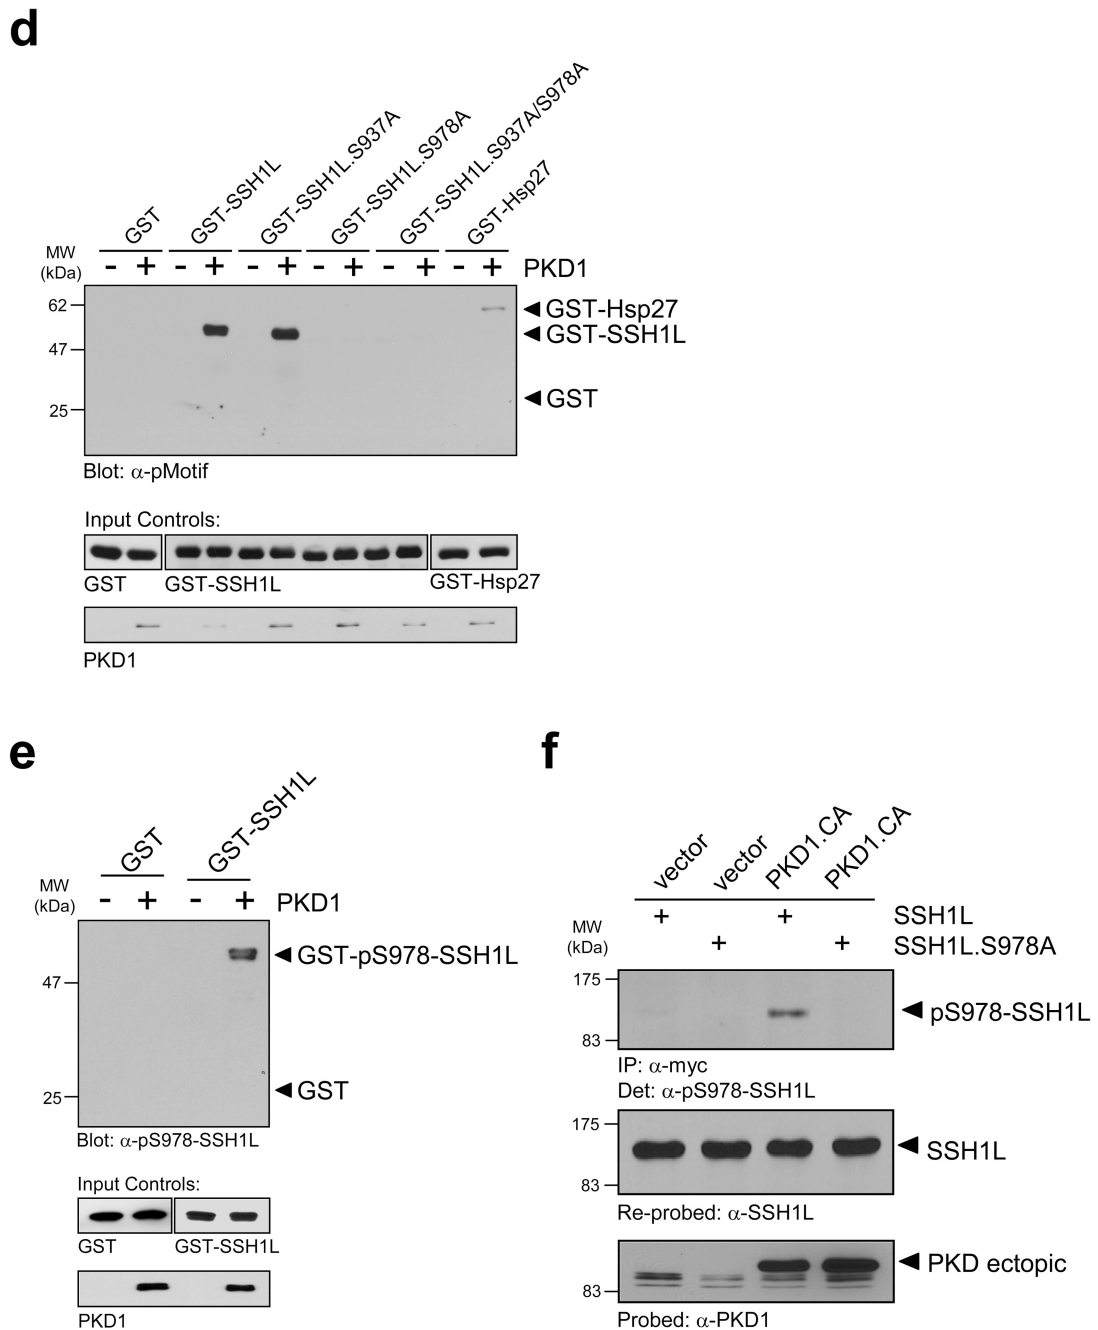 d
GST
GST-SSH1L
GST-SSH1L.S937A
GST-SSH1L.S978A
GST-SSH1L.S937A/S978A
GST-Hsp27
MW
(kDa)
- + - + - + - + - + - + PKD1
62
47
25
GST-Hsp27
GST-SSH1L
GST
Blot: α-pMotif
Input Controls:
GST GST-SSH1L GST-Hsp27
PKD1
e
GST
GST-SSH1L
MW
(kDa)
- + - + PKD1
GST-pS978-SSH1L
47
GST
25
Blot: α-pS978-SSH1L
Input Controls:
GST GST-SSH1L
PKD1
f
vector
vector
PKD1.CA
PKD1.CA
+ + SSH1L
+ + SSH1L.S978A
MW
(kDa)
175
pS978-SSH1L
83
IP: α-myc
Det: α-pS978-SSH1L
175
SSH1L
83
Re-probed: α-SSH1L
PKD ectopic
83
Probed: α-PKD1